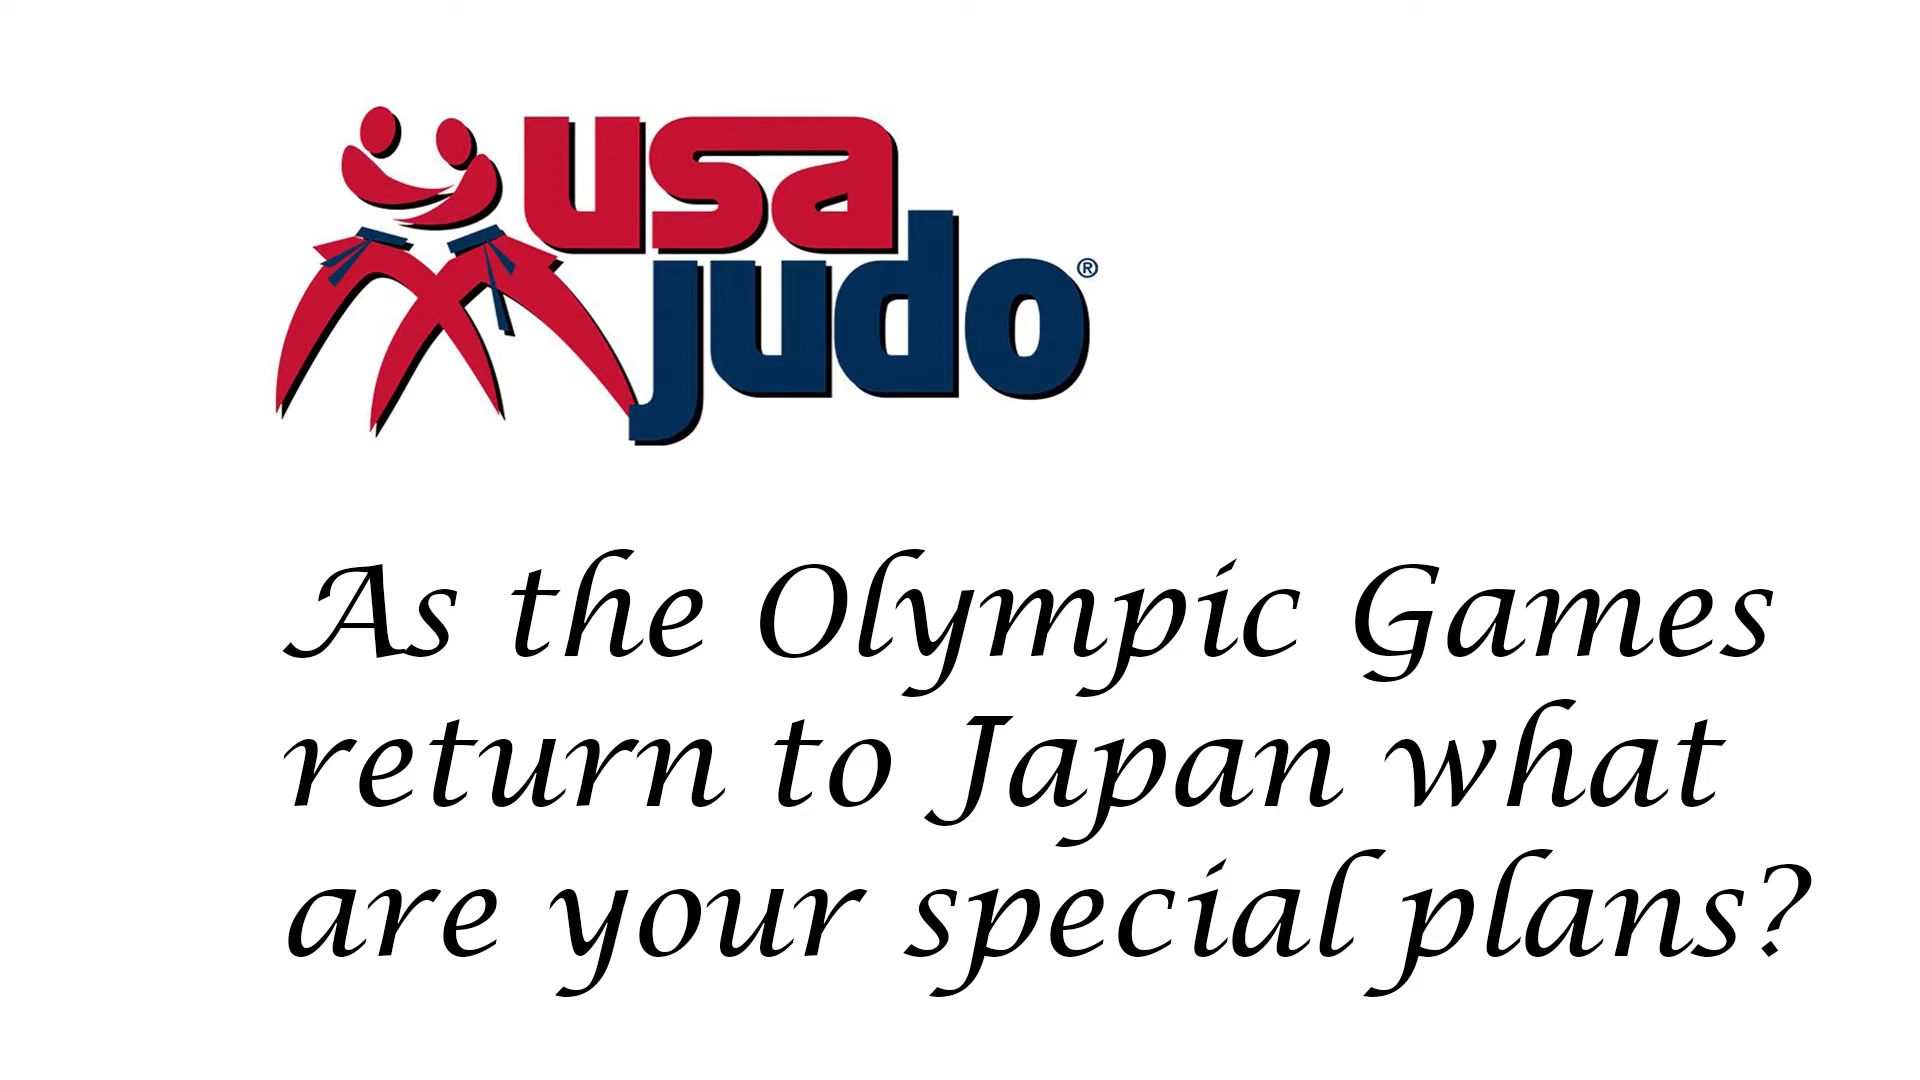 usa
judo®
As the Olympic Games
return to Japan what
are your special plans?